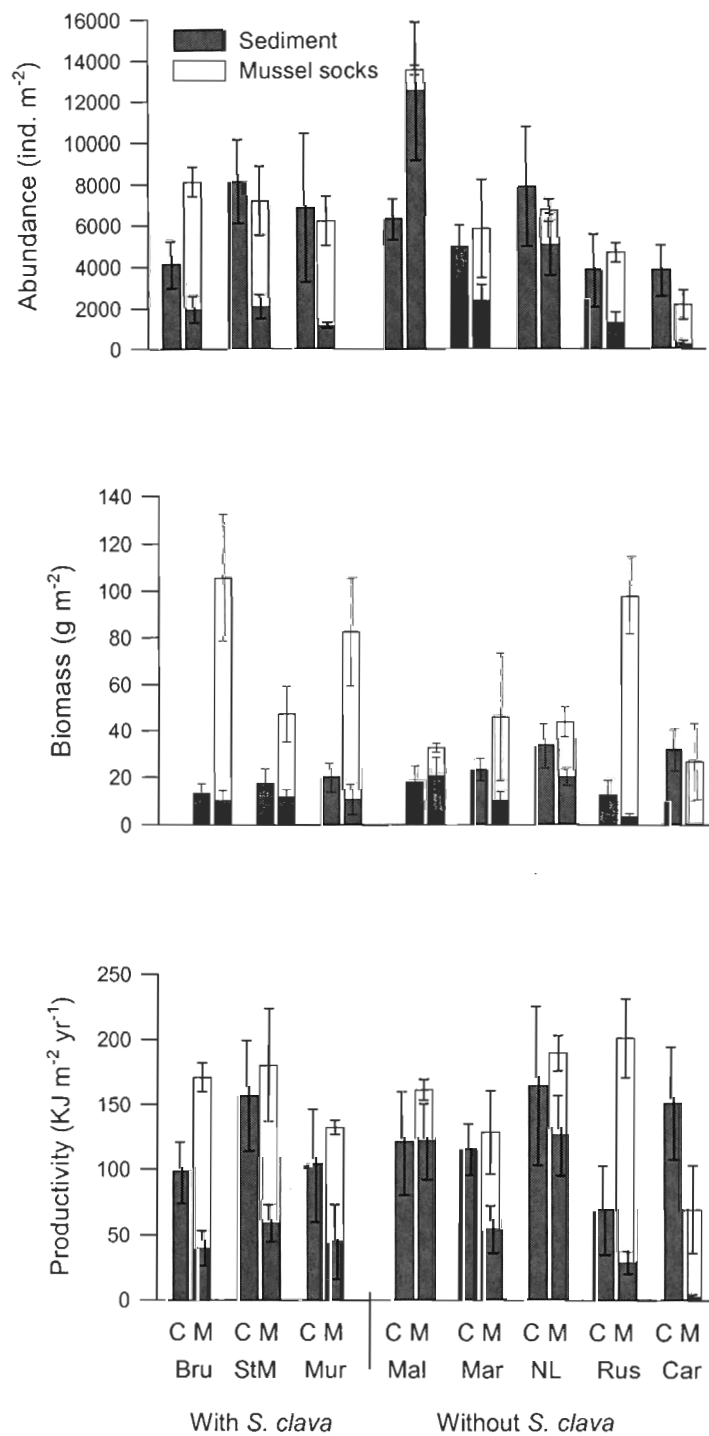 16000
14000
12000
10000
8000
6000
4000
2000
0
Abundance (ind. m⁻²)
Sediment
Mussel socks
140
120
100
80
60
40
20
0
Biomass (g m⁻²)
250
200
150
100
50
0
Productivity (KJ m⁻² yr⁻¹)
C M C M C M C M C M C M C M C M
Bru StM Mur Mal Mar NL Rus Car
With S. clava Without S. clava